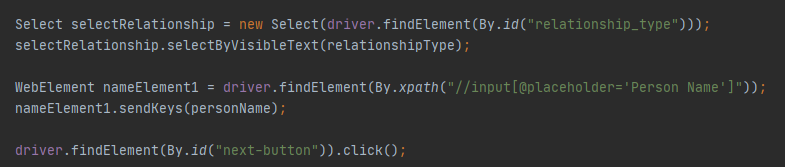 Select selectRelationship = new Select(driver.findElement(By.id("relationship_type")));
selectRelationship.selectByVisibleText(relationshipType);
WebElement nameElement1 = driver.findElement(By.xpath("//input[@placeholder='Person Name']"));
nameElement1.sendKeys(personName);
driver.findElement(By.id("next-button")).click();